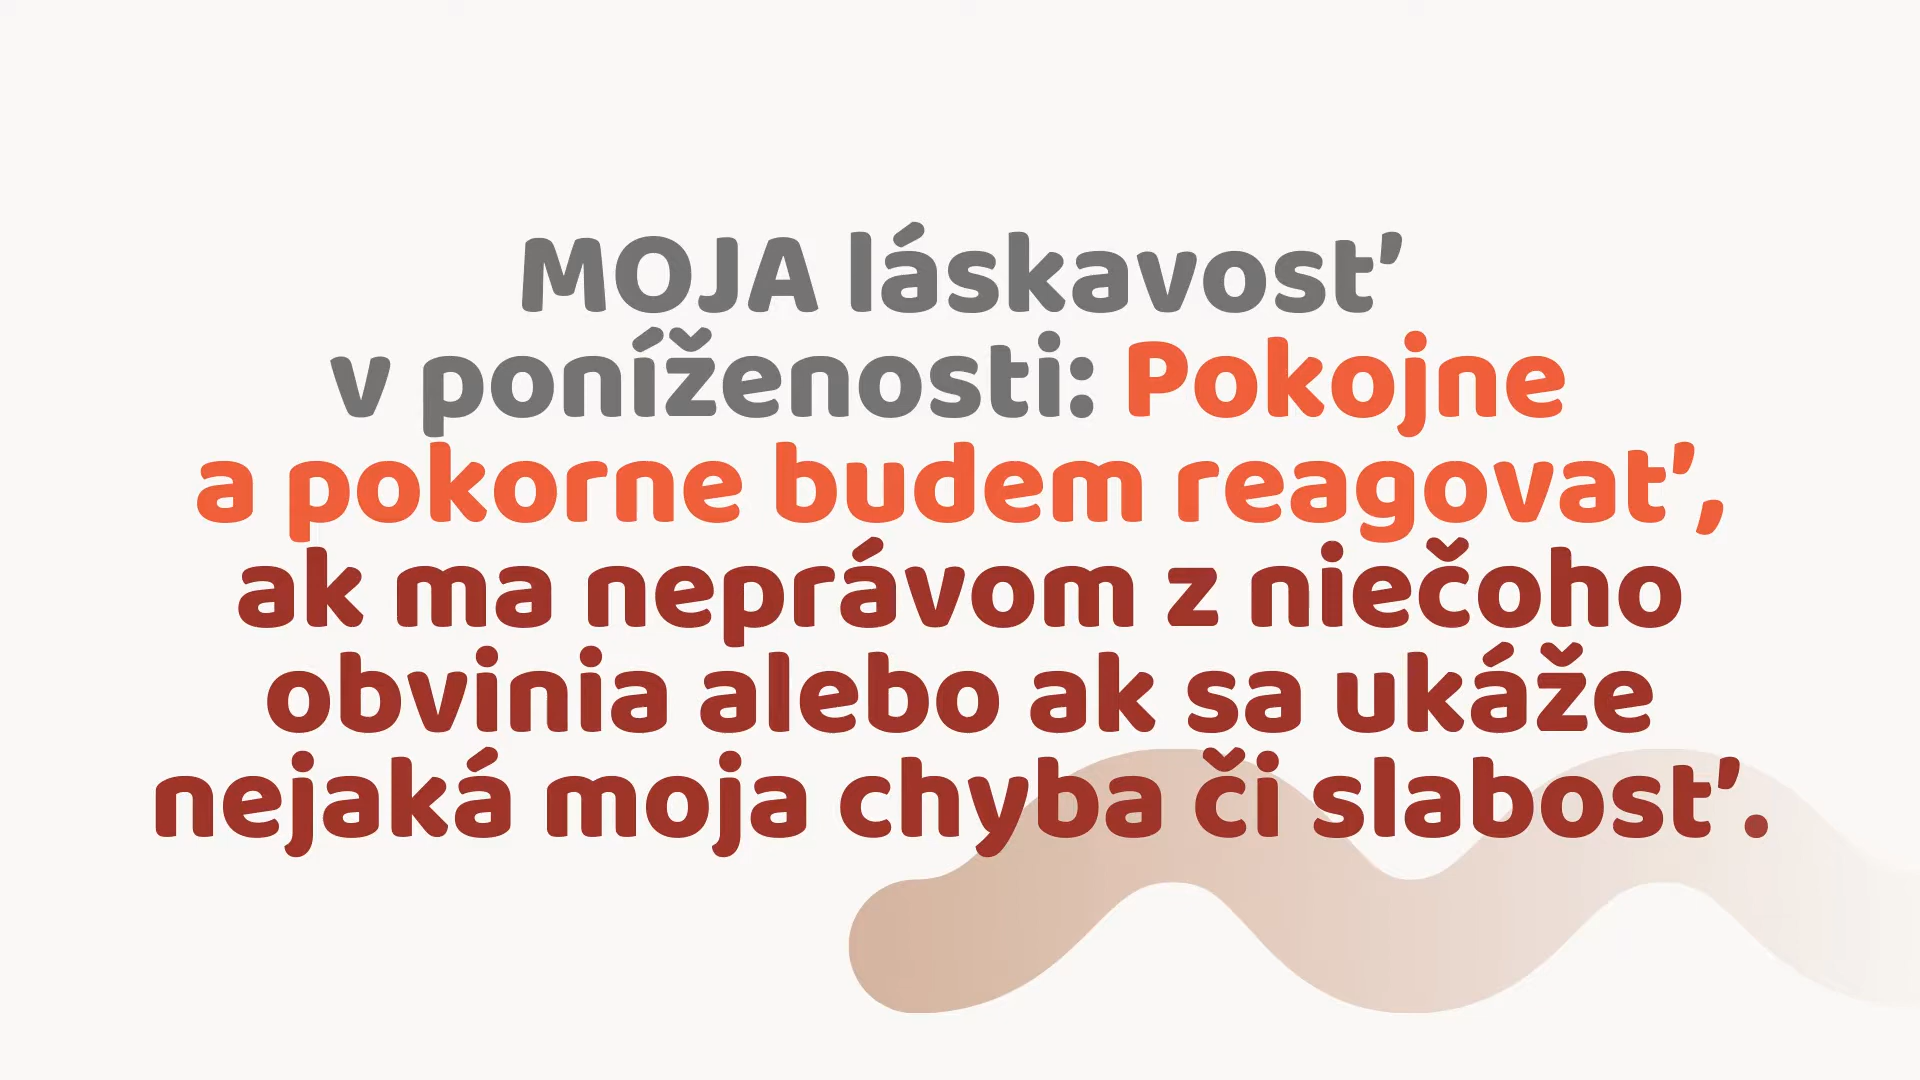 MOJA láskavosť
v poníženosti: Pokojne
a pokorne budem reagovať,
ak ma neprávom z niečoho
obvinia alebo ak sa ukáže
nejaká moja chyba či slabosť.